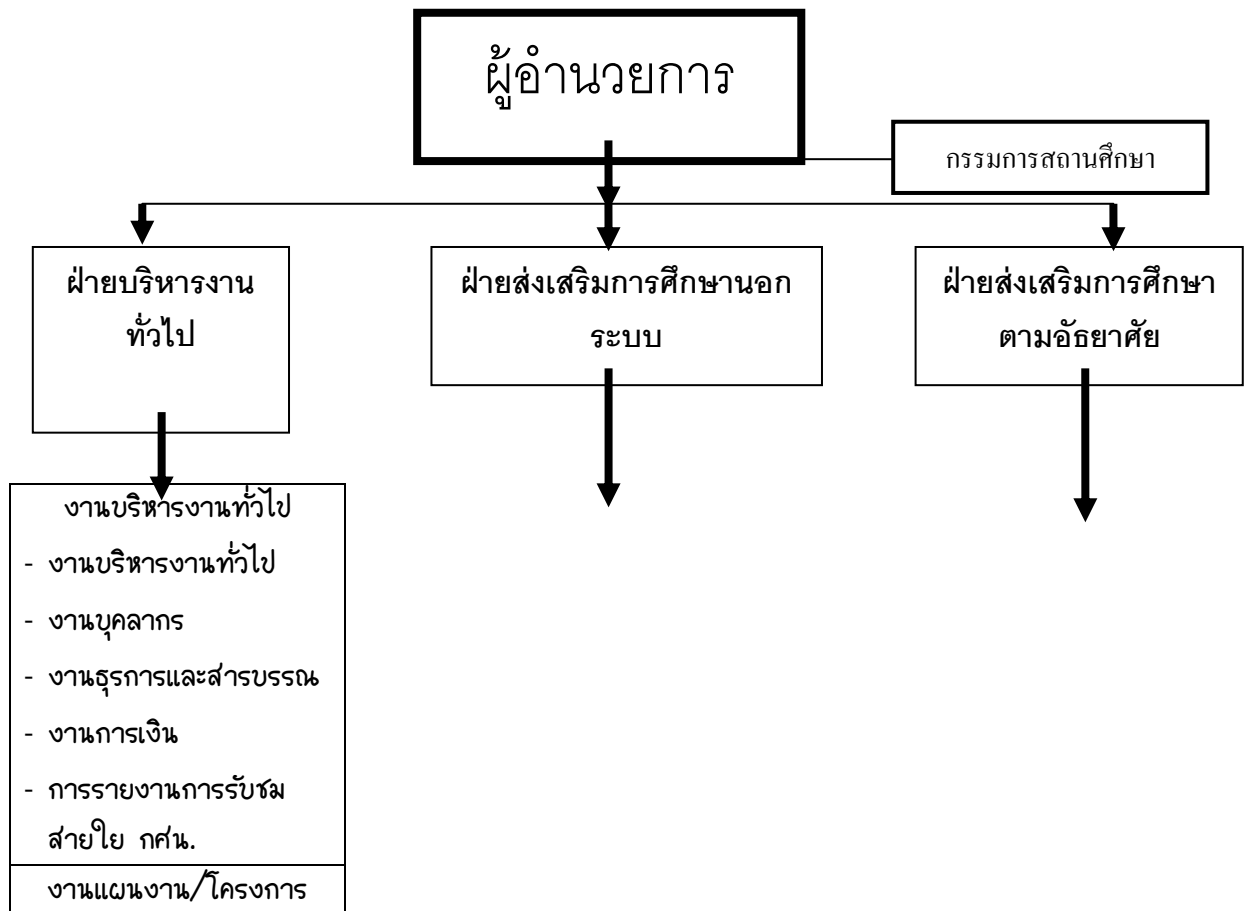 ผู้อำนวยการ
กรรมการสถานศึกษา
ฝ่ายบริหารงาน
ทั่วไป
ฝ่ายส่งเสริมการศึกษานอก
ระบบ
ฝ่ายส่งเสริมการศึกษา
ตามอัธยาศัย
งานบริหารงานทั่วไป
- งานบริหารงานทั่วไป
- งานบุคลากร
- งานธุรการและสารบรรณ
- งานการเงิน
- การรายงานการรับชม
สายใย กศน.
งานแผนงาน/โครงการ